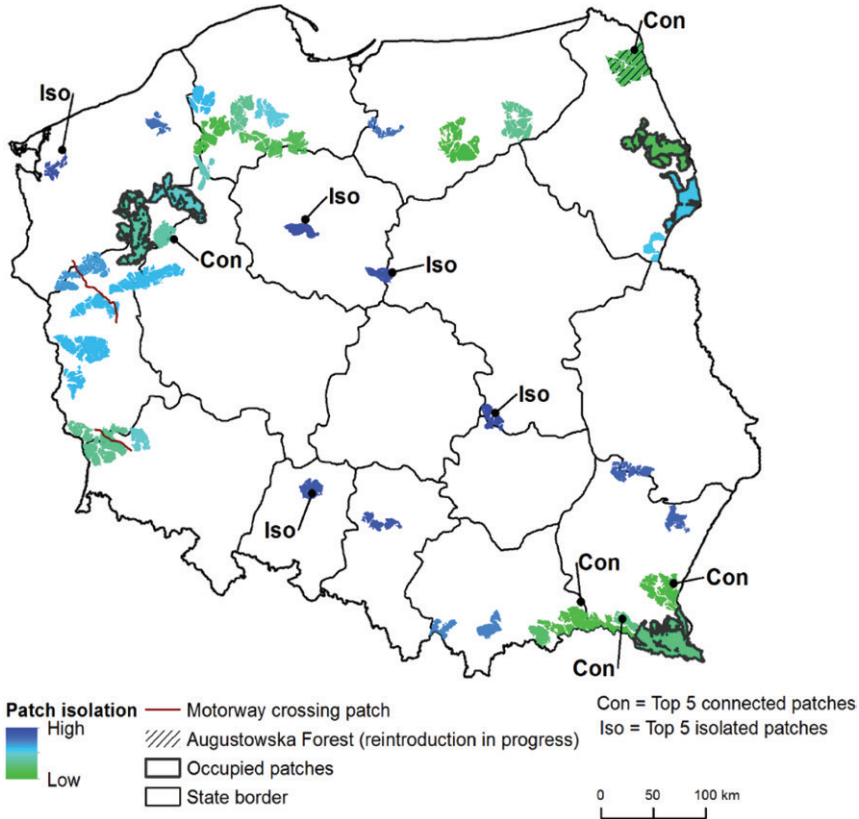 Con
Iso
Iso
Con
Iso
Iso
Iso
Con
Con
Con
Patch isolation
High
Low
Motorway crossing patch
Augustowska Forest (reintroduction in progress)
Occupied patches
State border
Con = Top 5 connected patches
Iso = Top 5 isolated patches
0 50 100 km